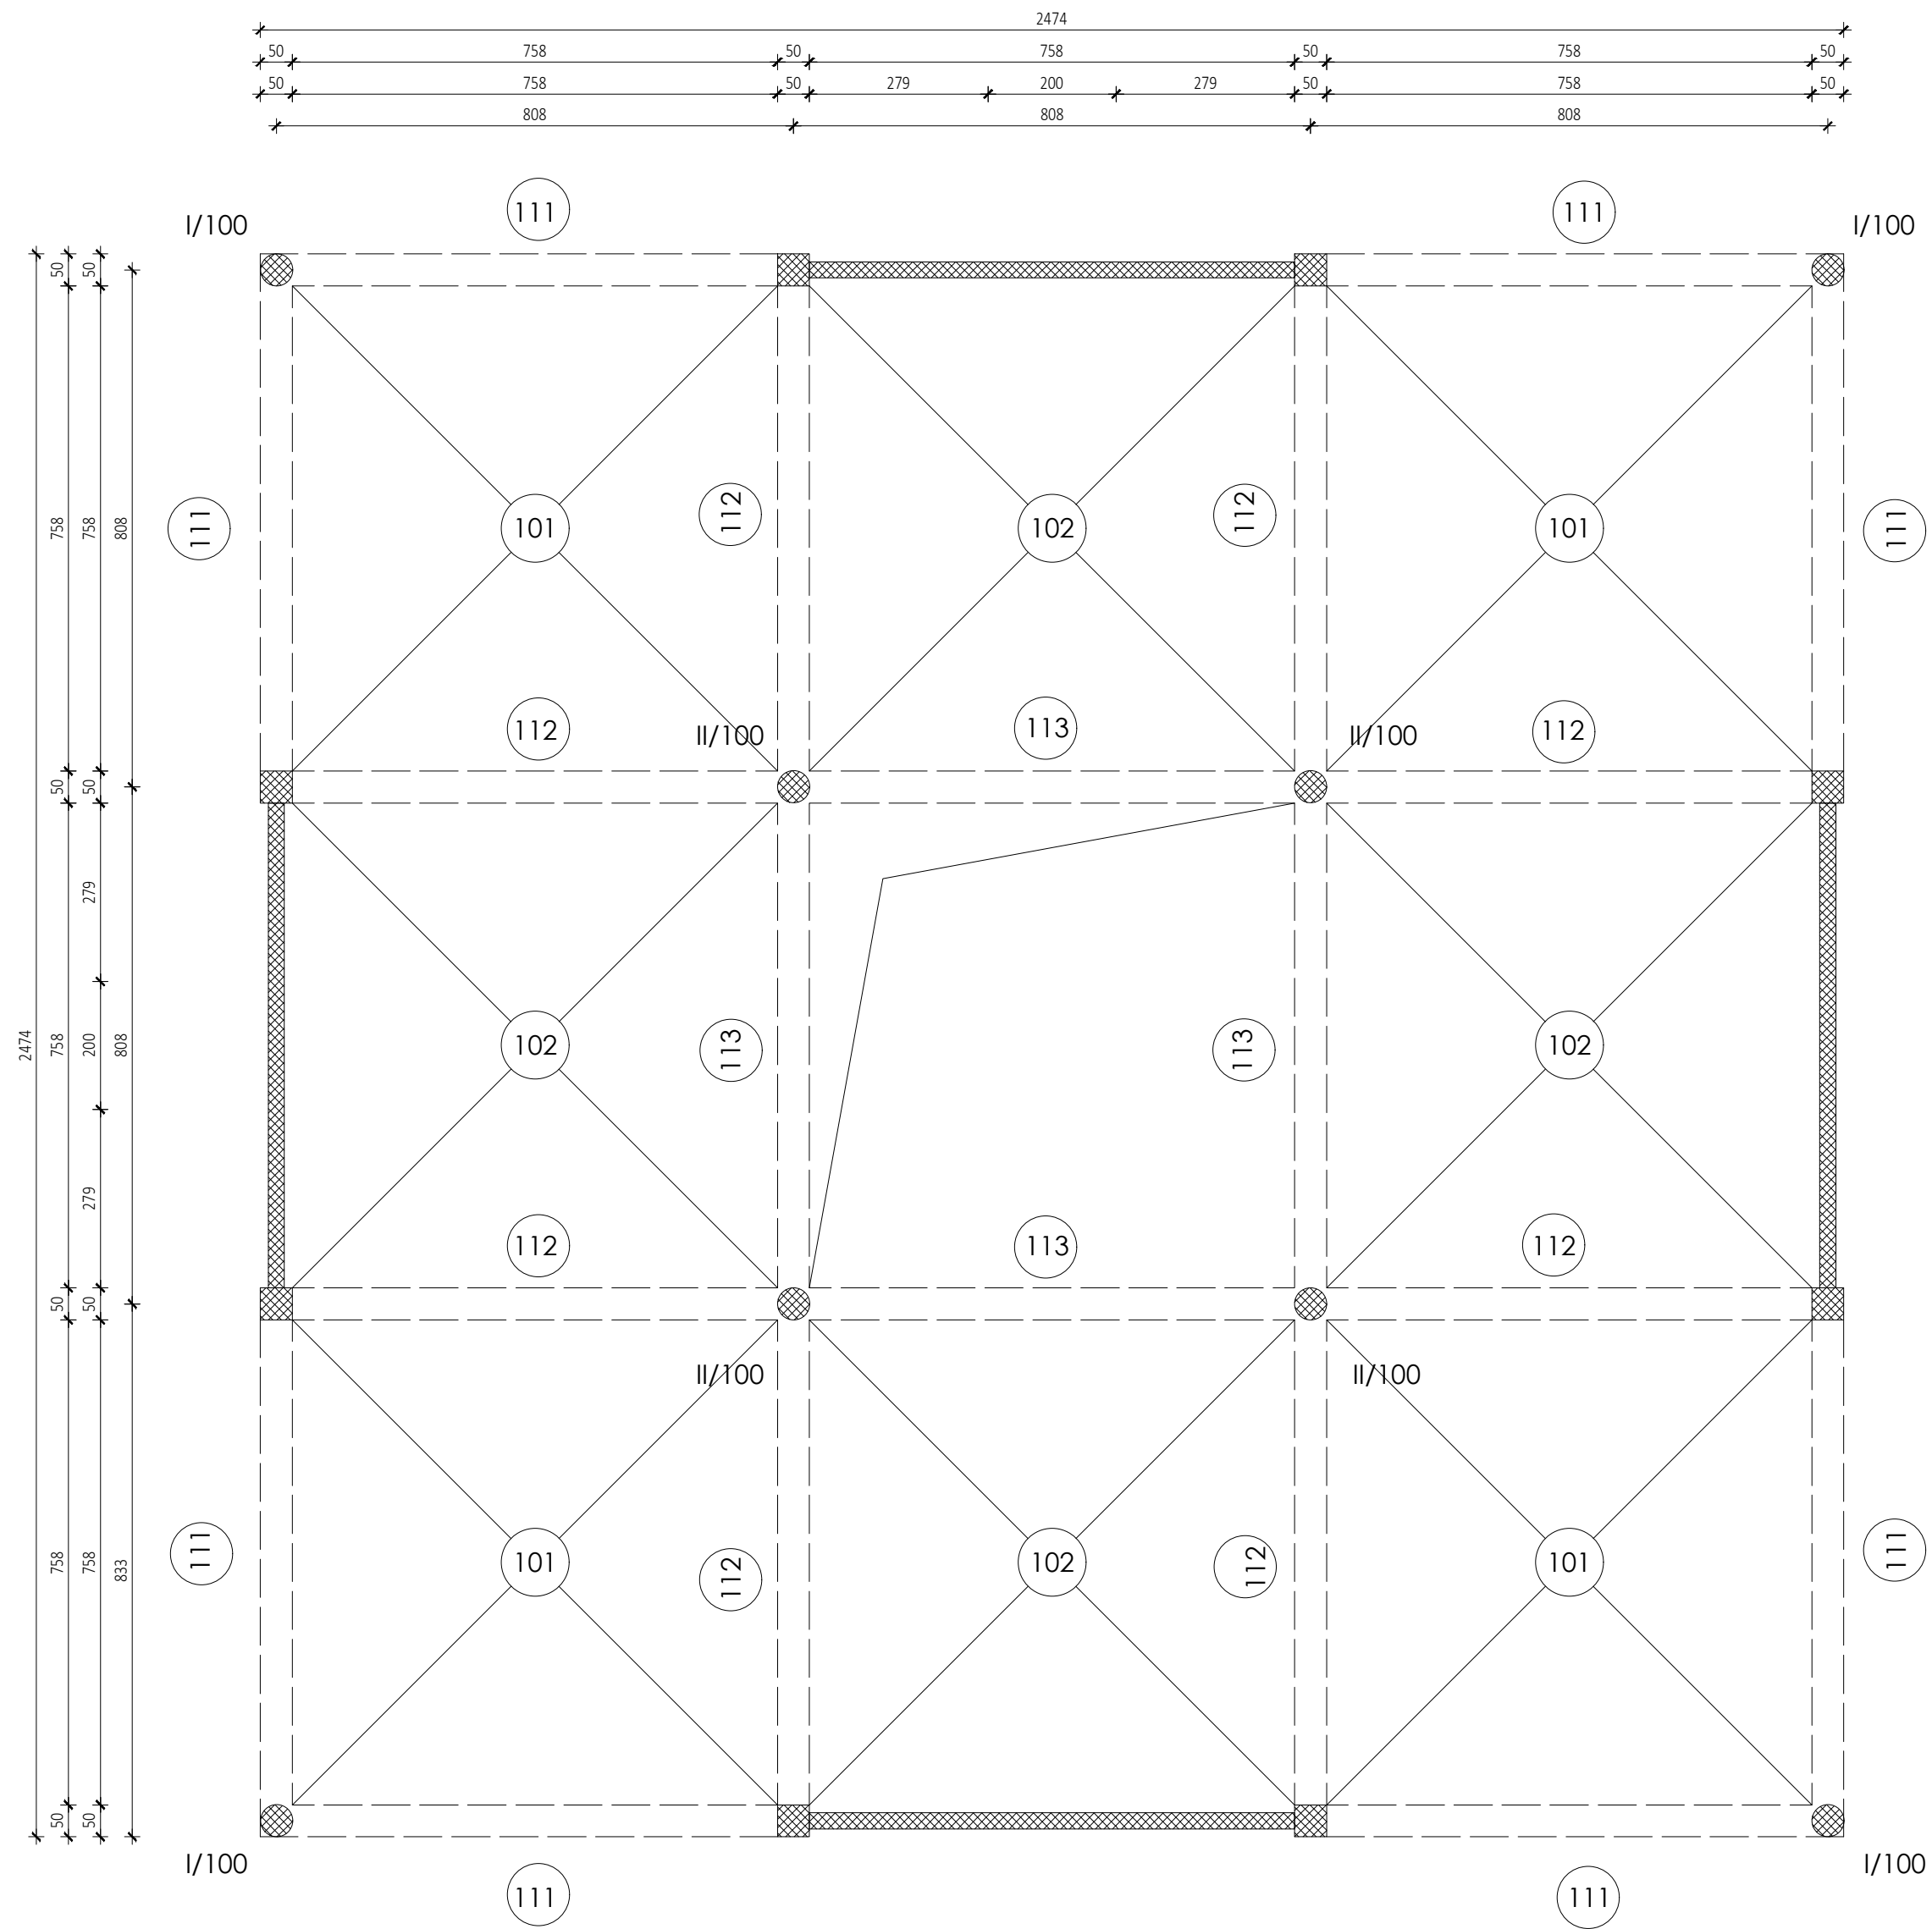 2474
50 758 50 758 50 758 50
50 758 50 279 200 279 50 758 50
808 808 808
111 111
I/100 I/100
50 50
758 758 808
111 101 112 102 112 101 111
112 II/100 113 II/100 112
50 50
279
2474 758 200 808
102 113 113 102
279
112 113 112
50 50
II/100 II/100
758 758 833
111 101 112 102 112 101 111
50 50
I/100 I/100
111 111